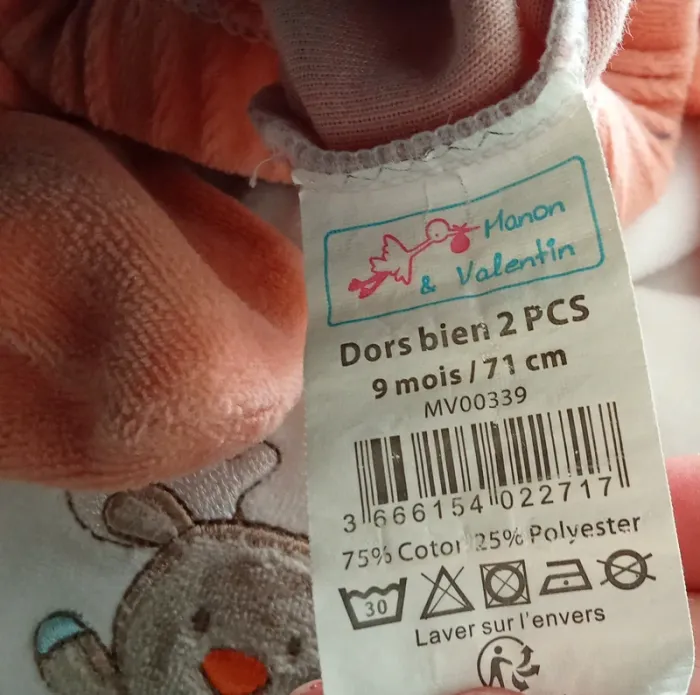 Manon
& Valentin
Dors bien 2 PCS
9 mois / 71 cm
MV00339
3 666154 022717
75% Coton 25% Polyester
30
Laver sur l'envers